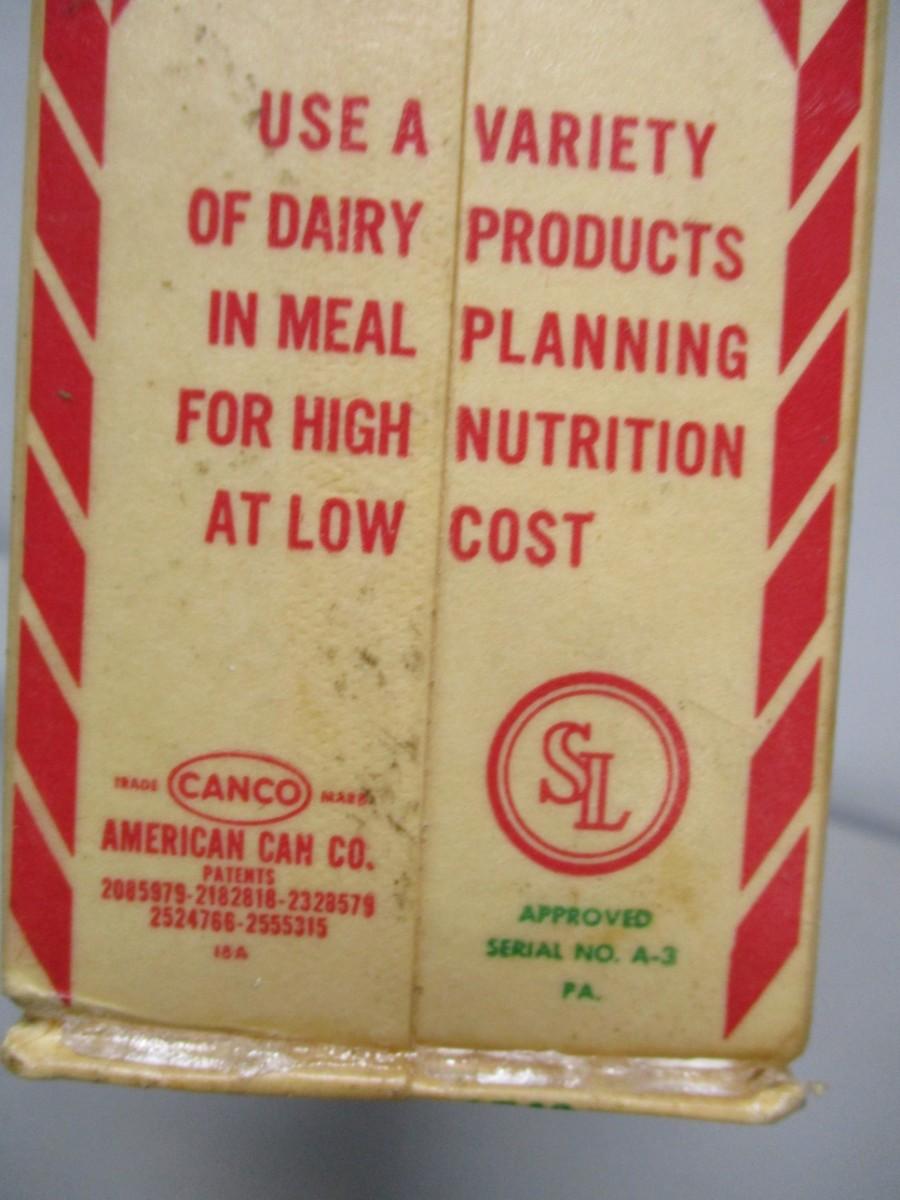 USE A VARIETY
OF DAIRY PRODUCTS
IN MEAL PLANNING
FOR HIGH NUTRITION
AT LOW COST
TRADE CANCO MARK
AMERICAN CAN CO.
PATENTS
2085979-2182818-2328579
2524766-2555315
18A
SL
APPROVED
SERIAL NO. A-3
PA.